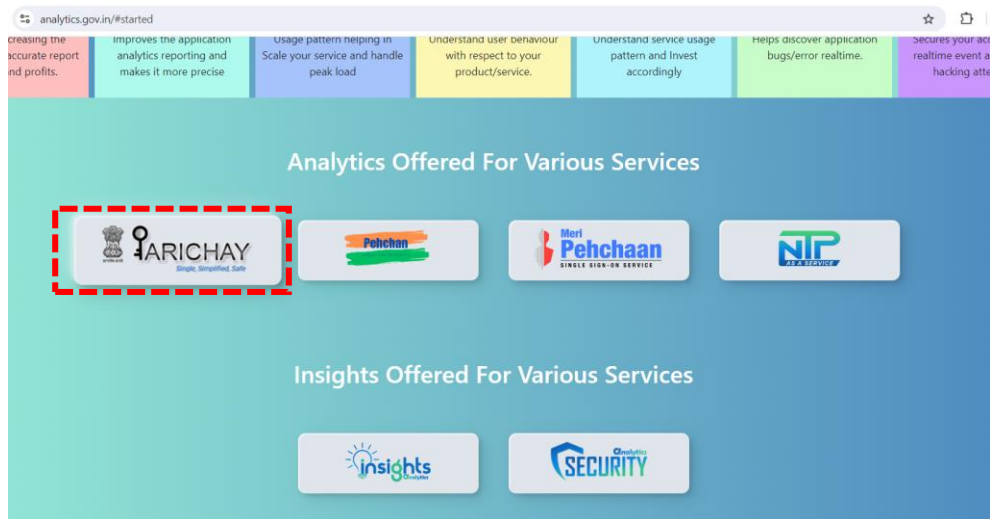 analytics.gov.in/#started
creasing the
accurate report
nd profits.
Improves the application
analytics reporting and
makes it more precise
Usage pattern helping in
Scale your service and handle
peak load
Understand user behaviour
with respect to your
product/service.
Understand service usage
pattern and Invest
accordingly
Helps discover application
bugs/error realtime.
Secures your acc
realtime event a
hacking atte
Analytics Offered For Various Services
PARICHAY
Single, Simplified, Safe
Pehchan
Meri
Pehchaan
SINGLE SIGN-ON SERVICE
NTP
AS A SERVICE
Insights Offered For Various Services
insights
analytics
analytics
SECURITY